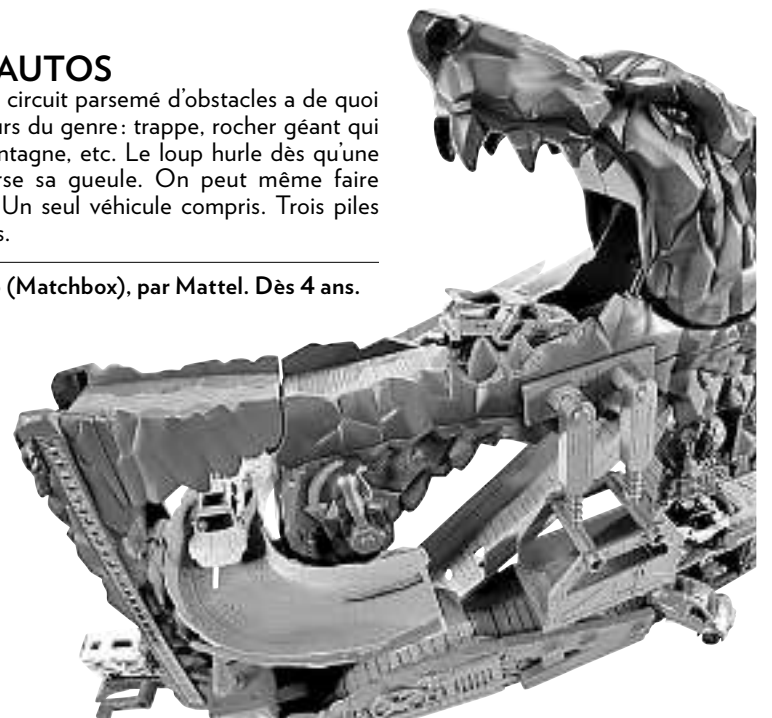 AUTOS
circuit parsemé d’obstacles a de quoi
rs du genre : trappe, rocher géant qui
ntagne, etc. Le loup hurle dès qu’une
rse sa gueule. On peut même faire
Un seul véhicule compris. Trois piles
s.
(Matchbox), par Mattel. Dès 4 ans.